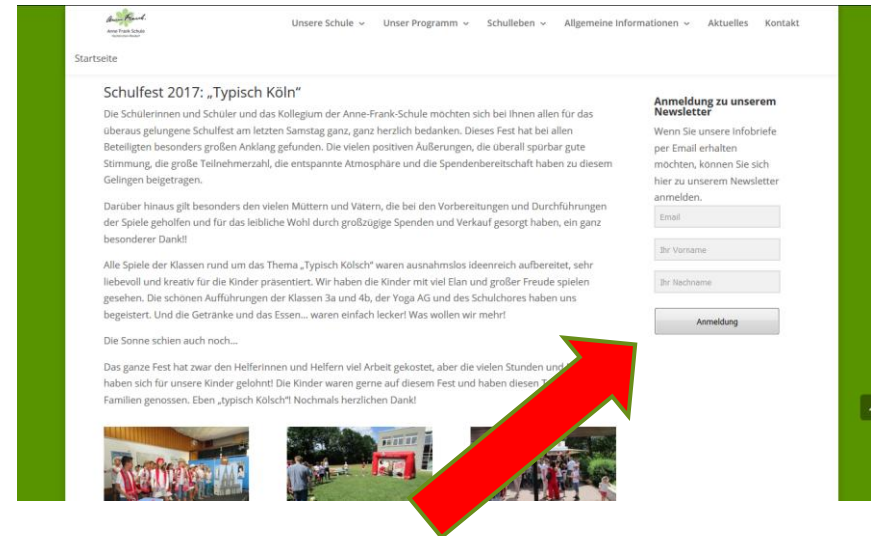 Anne Frank
Anne Frank Schule
Unsere Schule
Unser Programm
Schulleben
Allgemeine Informationen
Aktuelles
Kontakt
Startseite
Schulfest 2017: „Typisch Köln“
Die Schülerinnen und Schüler und das Kollegium der Anne-Frank-Schule möchten sich bei Ihnen allen für das
überaus gelungene Schulfest am letzten Samstag ganz, ganz herzlich bedanken. Dieses Fest hat bei allen
Beteiligten besonders großen Anklang gefunden. Die vielen positiven Äußerungen, die überall spürbar gute
Stimmung, die große Teilnehmerzahl, die entspannte Atmosphäre und die Spendenbereitschaft haben zu diesem
Gelingen beigetragen.
Darüber hinaus gilt besonders den vielen Müttern und Vätern, die bei den Vorbereitungen und Durchführungen
der Spiele geholfen und für das leibliche Wohl durch großzügige Spenden und Verkauf gesorgt haben, ein ganz
besonderer Dank!!
Alle Spiele der Klassen rund um das Thema „Typisch Kölsch“ waren ausnahmslos ideenreich aufbereitet, sehr
liebevoll und kreativ für die Kinder präsentiert. Wir haben die Kinder mit viel Elan und großer Freude spielen
gesehen. Die schönen Aufführungen der Klassen 3a und 4b, der Yoga AG und des Schulchores haben uns
begeistert. Und die Getränke und das Essen... waren einfach lecker! Was wollen wir mehr!
Die Sonne schien auch noch...
Das ganze Fest hat zwar den Helferinnen und Helfern viel Arbeit gekostet, aber die vielen Stunden und
haben sich für unsere Kinder gelohnt! Die Kinder waren gerne auf diesem Fest und haben diesen
Familien genossen. Eben „typisch Kölsch“! Nochmals herzlichen Dank!
Anmeldung zu unserem
Newsletter
Wenn Sie unsere Infobriefe
per Email erhalten
möchten, können Sie sich
hier zu unserem Newsletter
anmelden.
Email
Ihr Vorname
Ihr Nachname
Anmeldung